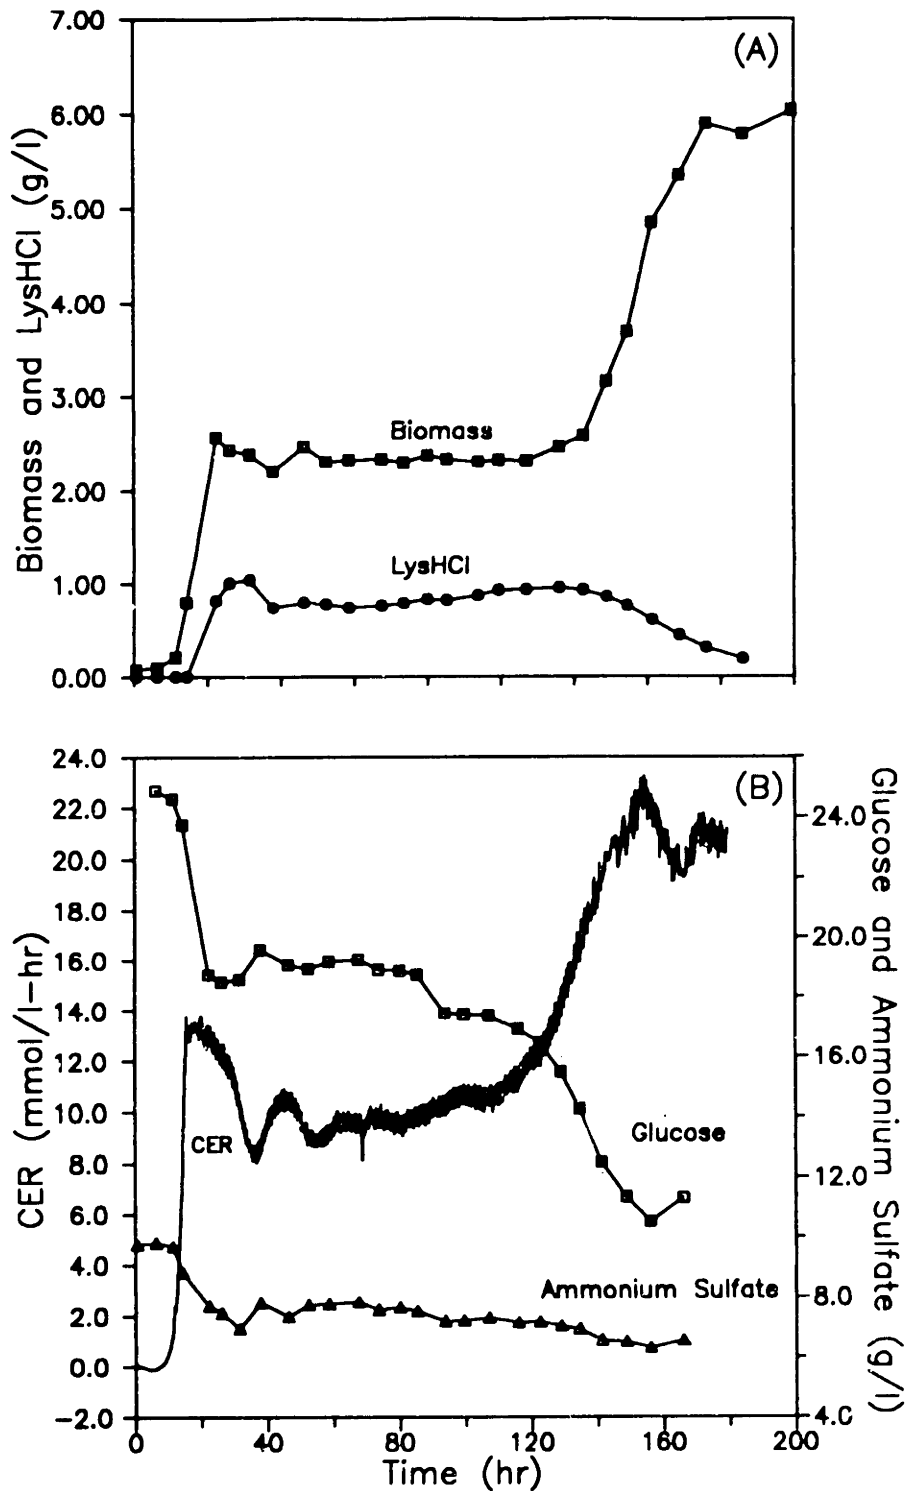 7.00
(A)
6.00
5.00
4.00
3.00
Biomass
2.00
LysHCl
1.00
0.00
Biomass and LysHCl (g/l)
24.0
(B)
22.0
24.0
20.0
18.0
20.0
16.0
14.0
16.0
12.0
10.0
CER
Glucose
8.0
12.0
6.0
4.0
Ammonium Sulfate
8.0
2.0
0.0
-2.0
4.0
0 40 80 120 160 200
Time (hr)
CER (mmol/l-hr)
Glucose and Ammonium Sulfate (g/l)